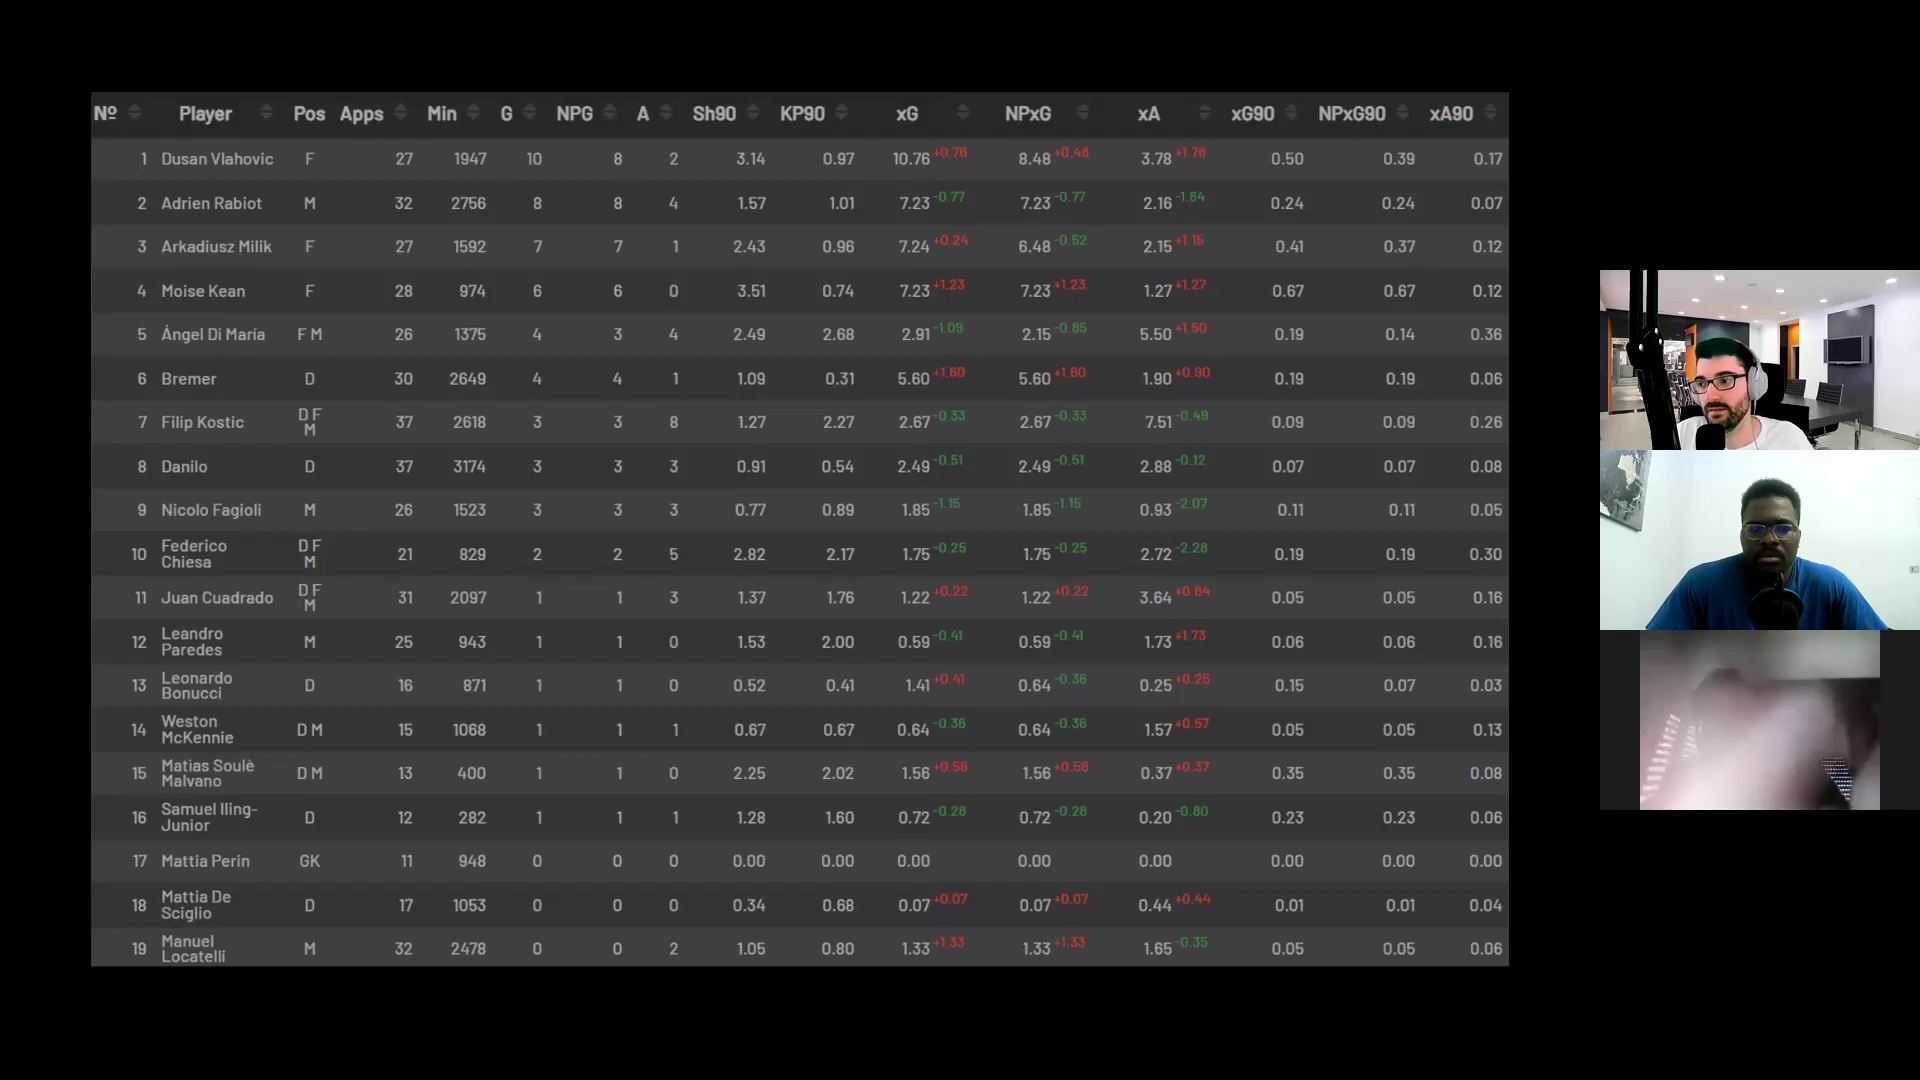 Nº Player Pos Apps Min G NPG A Sh90 KP90 xG NPxG xA xG90 NPxG90 xA90
1 Dusan Vlahovic F 27 1947 10 8 2 3.14 0.97 10.76 +0.76 8.48 +0.48 3.78 +1.78 0.50 0.39 0.17
2 Adrien Rabiot M 32 2756 8 8 4 1.57 1.01 7.23 -0.77 7.23 -0.77 2.16 -1.84 0.24 0.24 0.07
3 Arkadiusz Milik F 27 1592 7 7 1 2.43 0.96 7.24 +0.24 6.48 -0.52 2.15 +1.15 0.41 0.37 0.12
4 Moise Kean F 28 974 6 6 0 3.51 0.74 7.23 +1.23 7.23 +1.23 1.27 +1.27 0.67 0.67 0.12
5 Ángel Di María F M 26 1375 4 3 4 2.49 2.68 2.91 -1.09 2.15 -0.85 5.50 +1.50 0.19 0.14 0.36
6 Bremer D 30 2649 4 4 1 1.09 0.31 5.60 +1.60 5.60 +1.60 1.90 +0.90 0.19 0.19 0.06
7 Filip Kostic D F M 37 2618 3 3 8 1.27 2.27 2.67 -0.33 2.67 -0.33 7.51 -0.49 0.09 0.09 0.26
8 Danilo D 37 3174 3 3 3 0.91 0.54 2.49 -0.51 2.49 -0.51 2.88 -0.12 0.07 0.07 0.08
9 Nicolo Fagioli M 26 1523 3 3 3 0.77 0.89 1.85 -1.15 1.85 -1.15 0.93 -2.07 0.11 0.11 0.05
10 Federico Chiesa D F M 21 829 2 2 5 2.82 2.17 1.75 -0.25 1.75 -0.25 2.72 -2.28 0.19 0.19 0.30
11 Juan Cuadrado D F M 31 2097 1 1 3 1.37 1.76 1.22 +0.22 1.22 +0.22 3.64 +0.64 0.05 0.05 0.16
12 Leandro Paredes M 25 943 1 1 0 1.53 2.00 0.59 -0.41 0.59 -0.41 1.73 +1.73 0.06 0.06 0.16
13 Leonardo Bonucci D 16 871 1 1 0 0.52 0.41 1.41 +0.41 0.64 -0.36 0.25 +0.25 0.15 0.07 0.03
14 Weston McKennie D M 15 1068 1 1 1 0.67 0.67 0.64 -0.36 0.64 -0.36 1.57 +0.57 0.05 0.05 0.13
15 Matìas Soulè Malvano D M 13 400 1 1 0 2.25 2.02 1.56 +0.56 1.56 +0.56 0.37 +0.37 0.35 0.35 0.08
16 Samuel Iling-Junior D 12 282 1 1 1 1.28 1.60 0.72 -0.28 0.72 -0.28 0.20 -0.80 0.23 0.23 0.06
17 Mattia Perin GK 11 948 0 0 0 0.00 0.00 0.00 0.00 0.00 0.00 0.00 0.00
18 Mattia De Sciglio D 17 1053 0 0 0 0.34 0.68 0.07 +0.07 0.07 +0.07 0.44 +0.44 0.01 0.01 0.04
19 Manuel Locatelli M 32 2478 0 0 2 1.05 0.80 1.33 +1.33 1.33 +1.33 1.65 -0.35 0.05 0.05 0.06